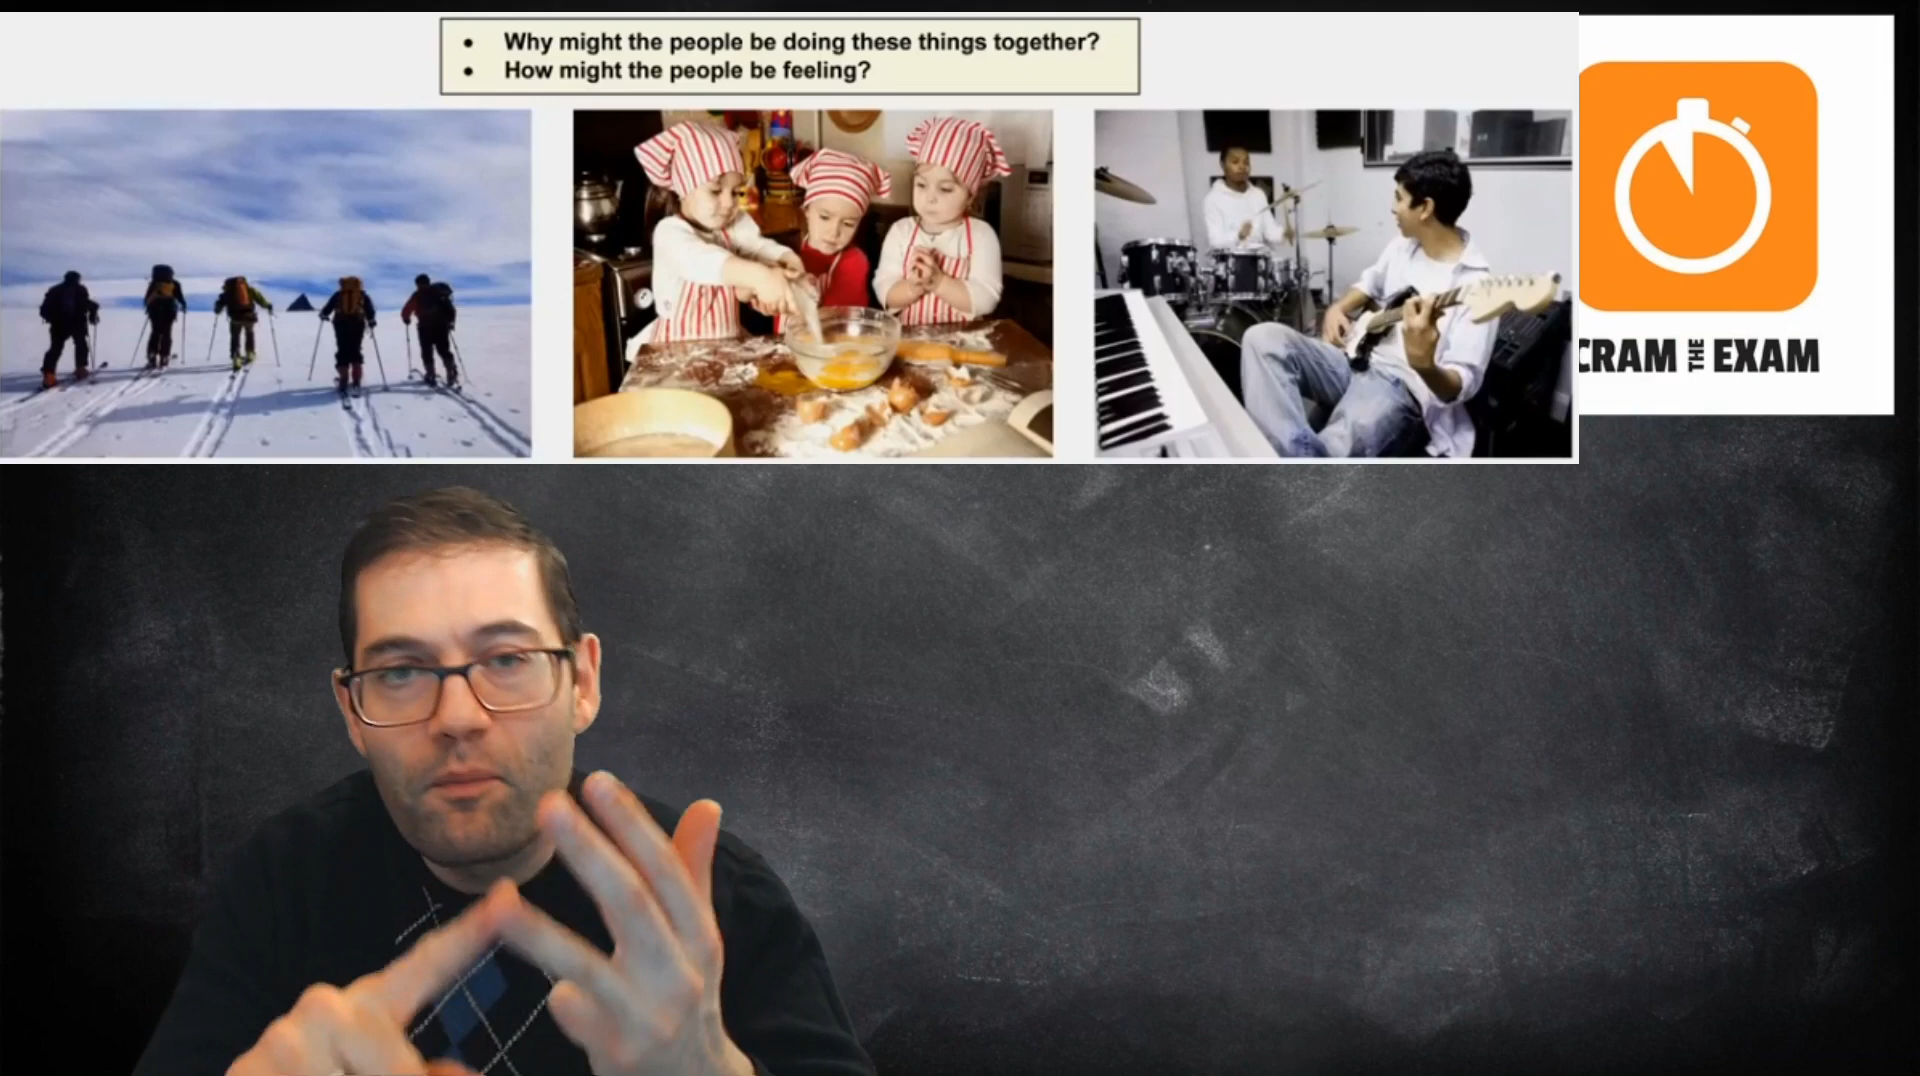 Why might the people be doing these things together?
How might the people be feeling?
CRAM THE EXAM